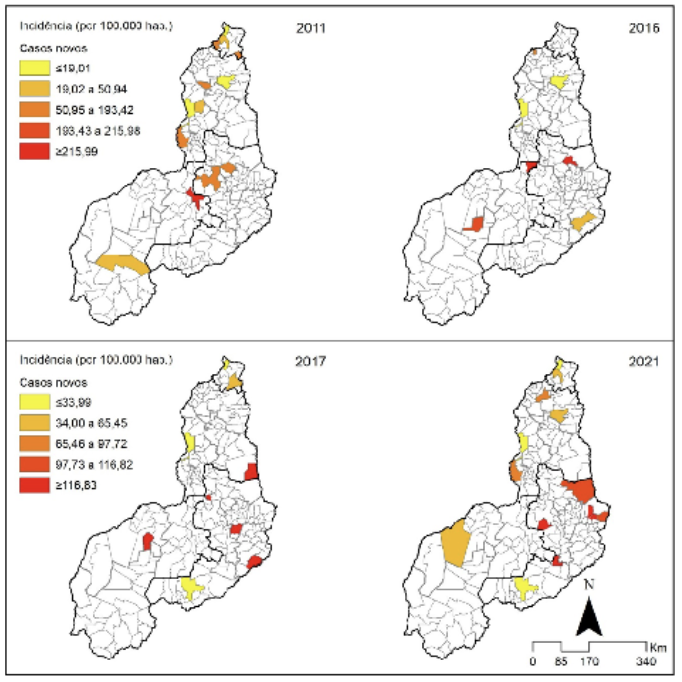 Incidência (por 100.000 hab.)
2011
Casos novos
≤19,01
19,02 a 50,94
50,95 a 193,42
193,43 a 215,98
≥215,99
2016
Incidência (por 100.000 hab.)
2017
Casos novos
≤33,99
34,00 a 65,45
65,46 a 97,72
97,73 a 116,82
≥116,83
2021
N
Km
0 85 170 340